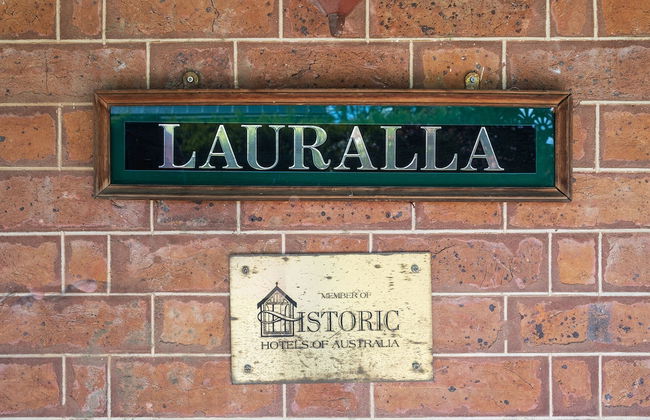 LAURALLA
MEMBER OF
HISTORIC
HOTELS OF AUSTRALIA